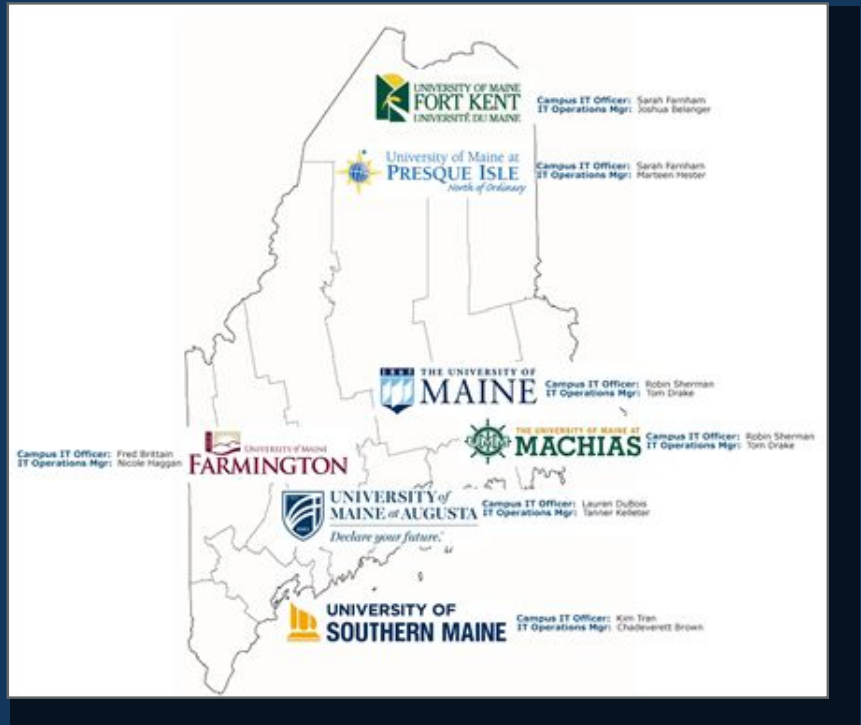 UNIVERSITY OF MAINE
FORT KENT
UNIVERSITÉ DU MAINE
Campus IT Officer: Sarah Farnham
IT Operations Mgr: Joshua Belanger
University of Maine at
PRESQUE ISLE
North of Ordinary
Campus IT Officer: Sarah Farnham
IT Operations Mgr: Marteen Hester
1865 THE UNIVERSITY OF
MAINE
Campus IT Officer: Robin Sherman
IT Operations Mgr: Tom Drake
THE UNIVERSITY OF MAINE AT
MACHIAS
Campus IT Officer: Robin Sherman
IT Operations Mgr: Tom Drake
Campus IT Officer: Fred Brittain
IT Operations Mgr: Nicole Haggan
UNIVERSITY of MAINE
FARMINGTON
UNIVERSITY of
MAINE at AUGUSTA
Declare your future.
Campus IT Officer: Lauren DuBois
IT Operations Mgr: Tanner Kelleter
UNIVERSITY OF
SOUTHERN MAINE
Campus IT Officer: Kim Tran
IT Operations Mgr: Chadeverett Brown